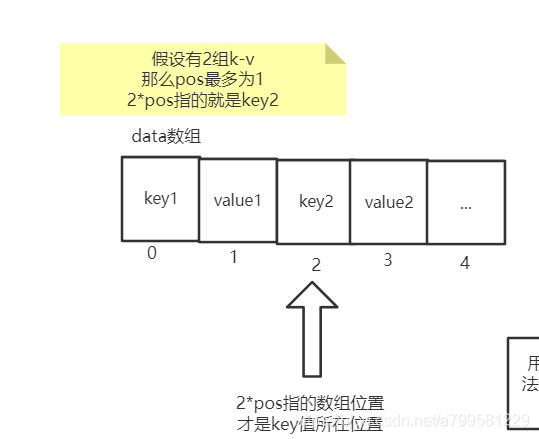 假设有2组k-v
那么pos最多为1
2*pos指的就是key2
data数组
key1 value1 key2 value2 ...
0 1 2 3 4
用
法
2*pos指的数组位置
才是key值所在位置